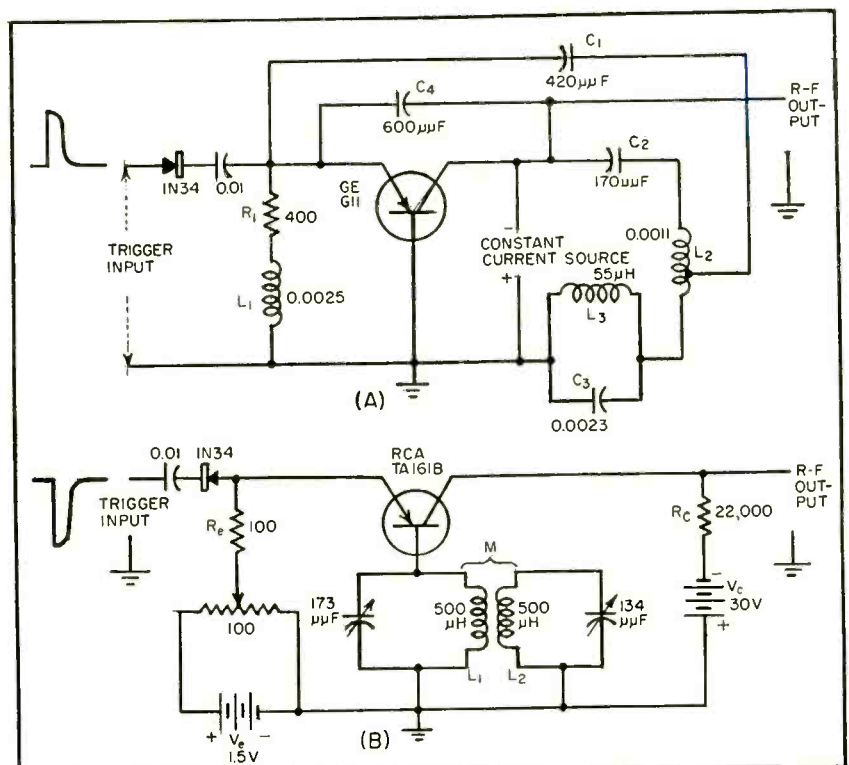 C1
420μμF
C4
600μμF
R-F
OUT-
PUT
C2
170μμF
1N34
0.01
GE
G11
R1
400
TRIGGER
INPUT
L1
0.0025
-
CONSTANT
CURRENT SOURCE
+
0.0011
L2
55μH
L3
C3
0.0023
(A)
0.01
1N34
TRIGGER
INPUT
RCA
TA161B
R-F
OUT-
PUT
Re
100
RC
22,000
M
173
μμF
500
μH
500
μH
134
μμF
-
Vc
30V
+
100
L1
L2
+
Ve
-
1.5V
(B)